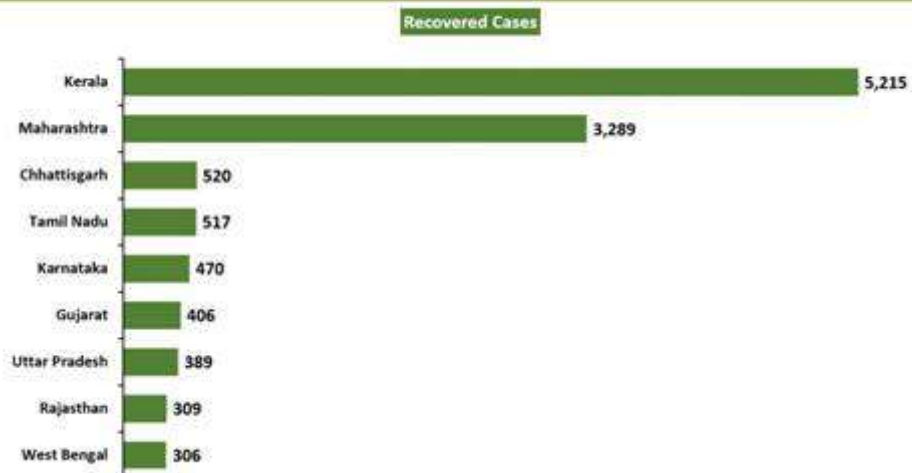 Recovered Cases
Kerala 5,215
Maharashtra 3,289
Chhattisgarh 520
Tamil Nadu 517
Karnataka 470
Gujarat 406
Uttar Pradesh 389
Rajasthan 309
West Bengal 306